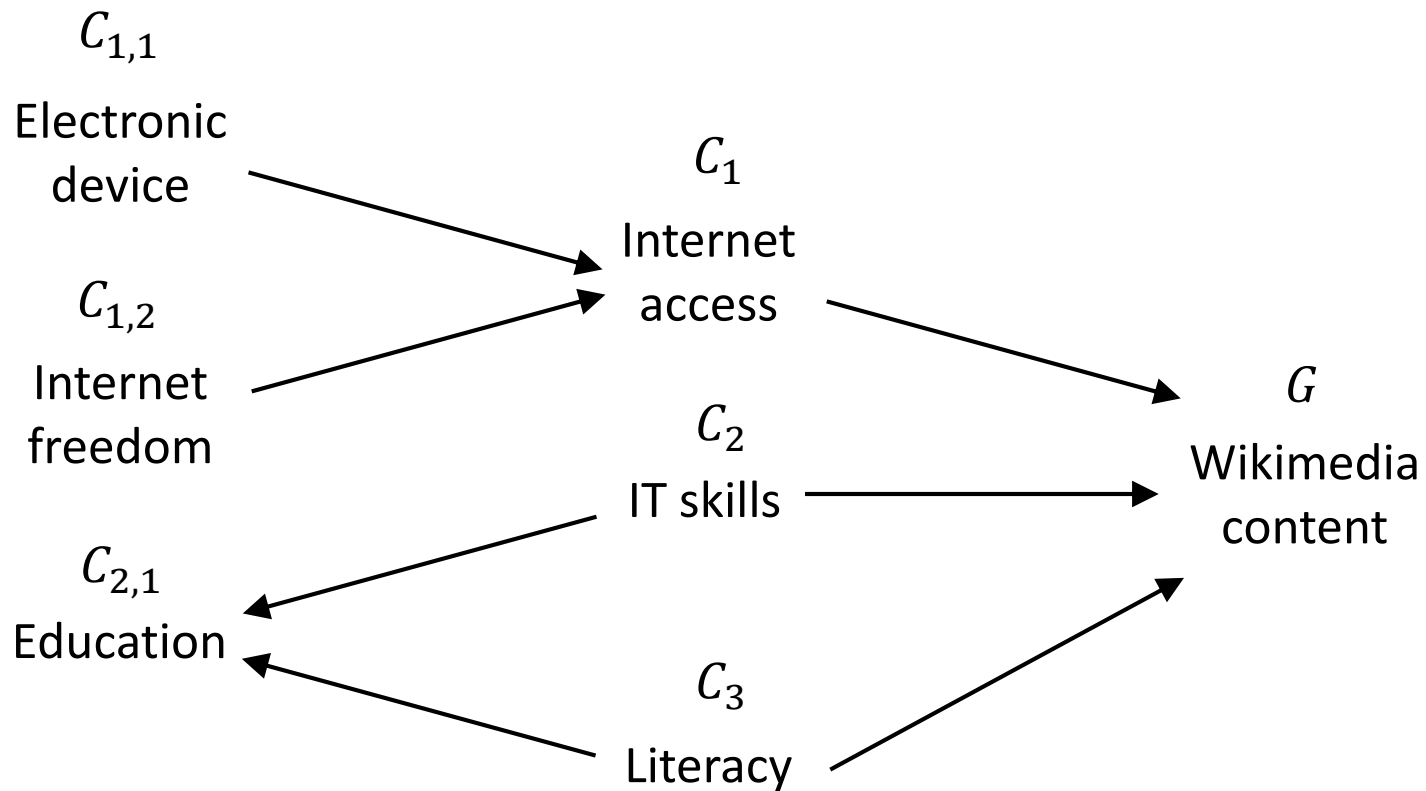 C1,1
Electronic
device
C1,2
Internet
freedom
C2,1
Education
C1
Internet
access
C2
IT skills
C3
Literacy
G
Wikimedia
content